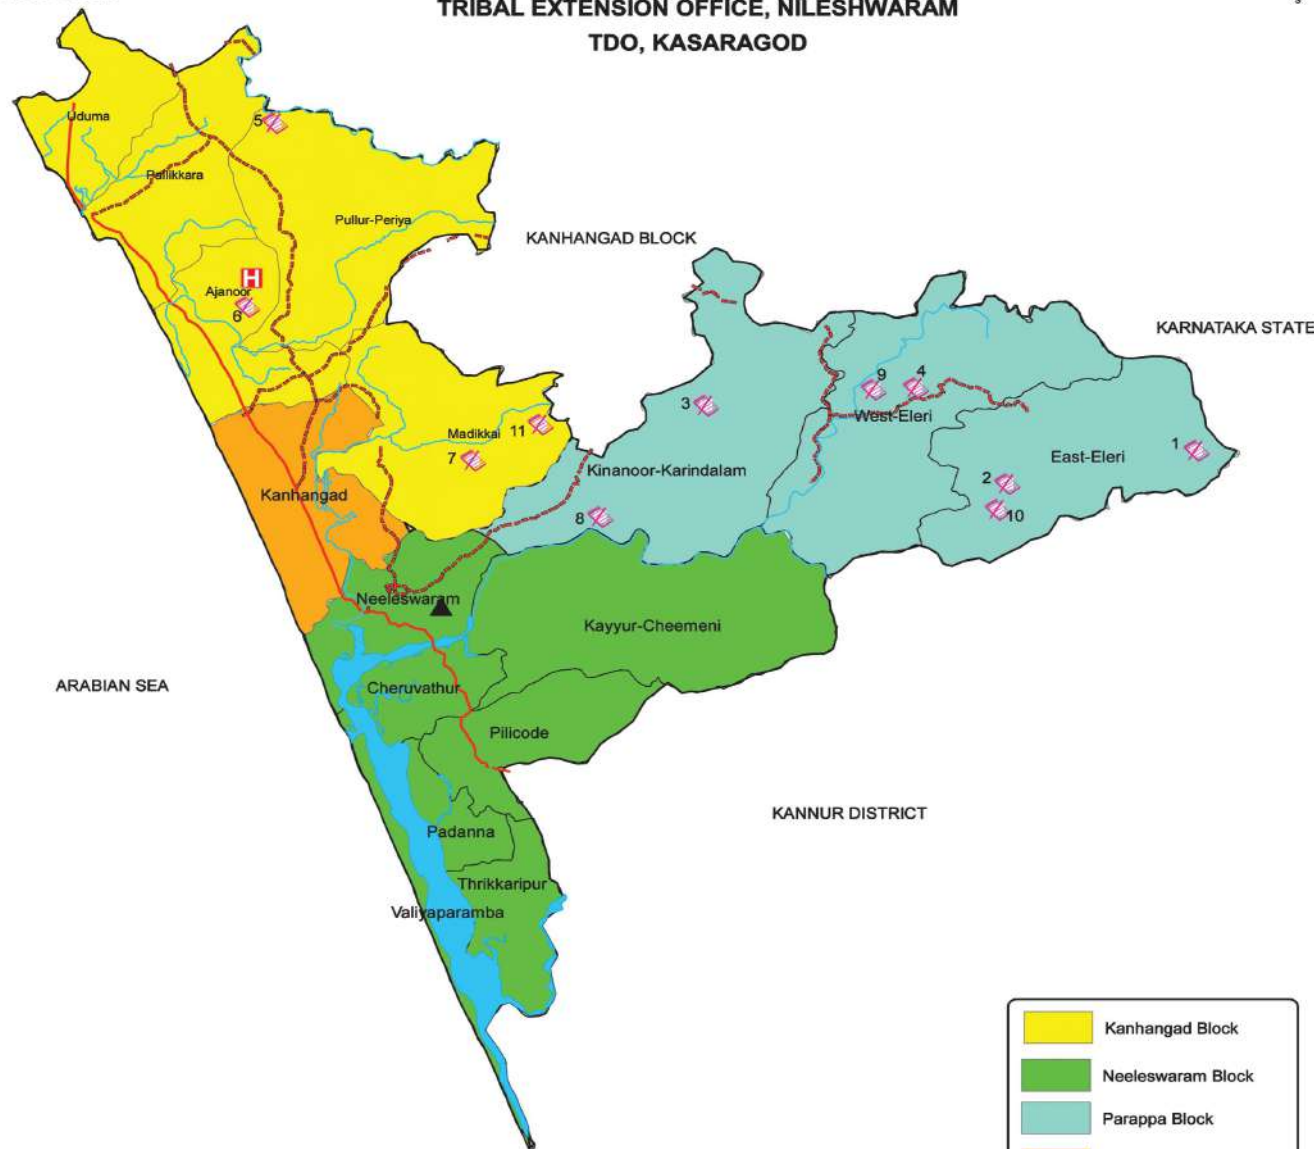 TRIBAL EXTENSION OFFICE, NILESHWARAM
TDO, KASARAGOD
Uduma
5
Pallikkara
Pullur-Periya
KANHANGAD BLOCK
H
Ajanoor
6
KARNATAKA STATE
9
4
3
West-Eleri
Madikkai
11
7
Kinanoor-Karindalam
East-Eleri
1
2
Kanhangad
8
10
Neeleswaram
Kayyur-Cheemeni
ARABIAN SEA
Cheruvathur
Pilicode
KANNUR DISTRICT
Padanna
Thrikkaripur
Valiyaparamba
Kanhangad Block
Neeleswaram Block
Parappa Block